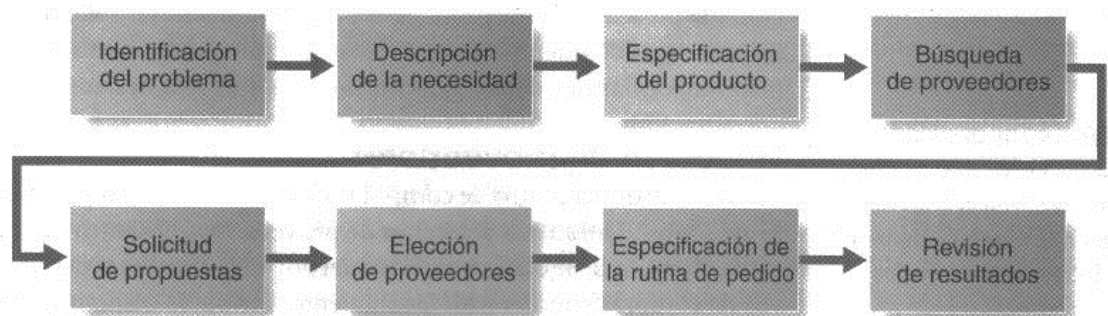 Identificación
del problema
Descripción
de la necesidad
Especificación
del producto
Búsqueda
de proveedores
Solicitud
de propuestas
Elección
de proveedores
Especificación de
la rutina de pedido
Revisión
de resultados